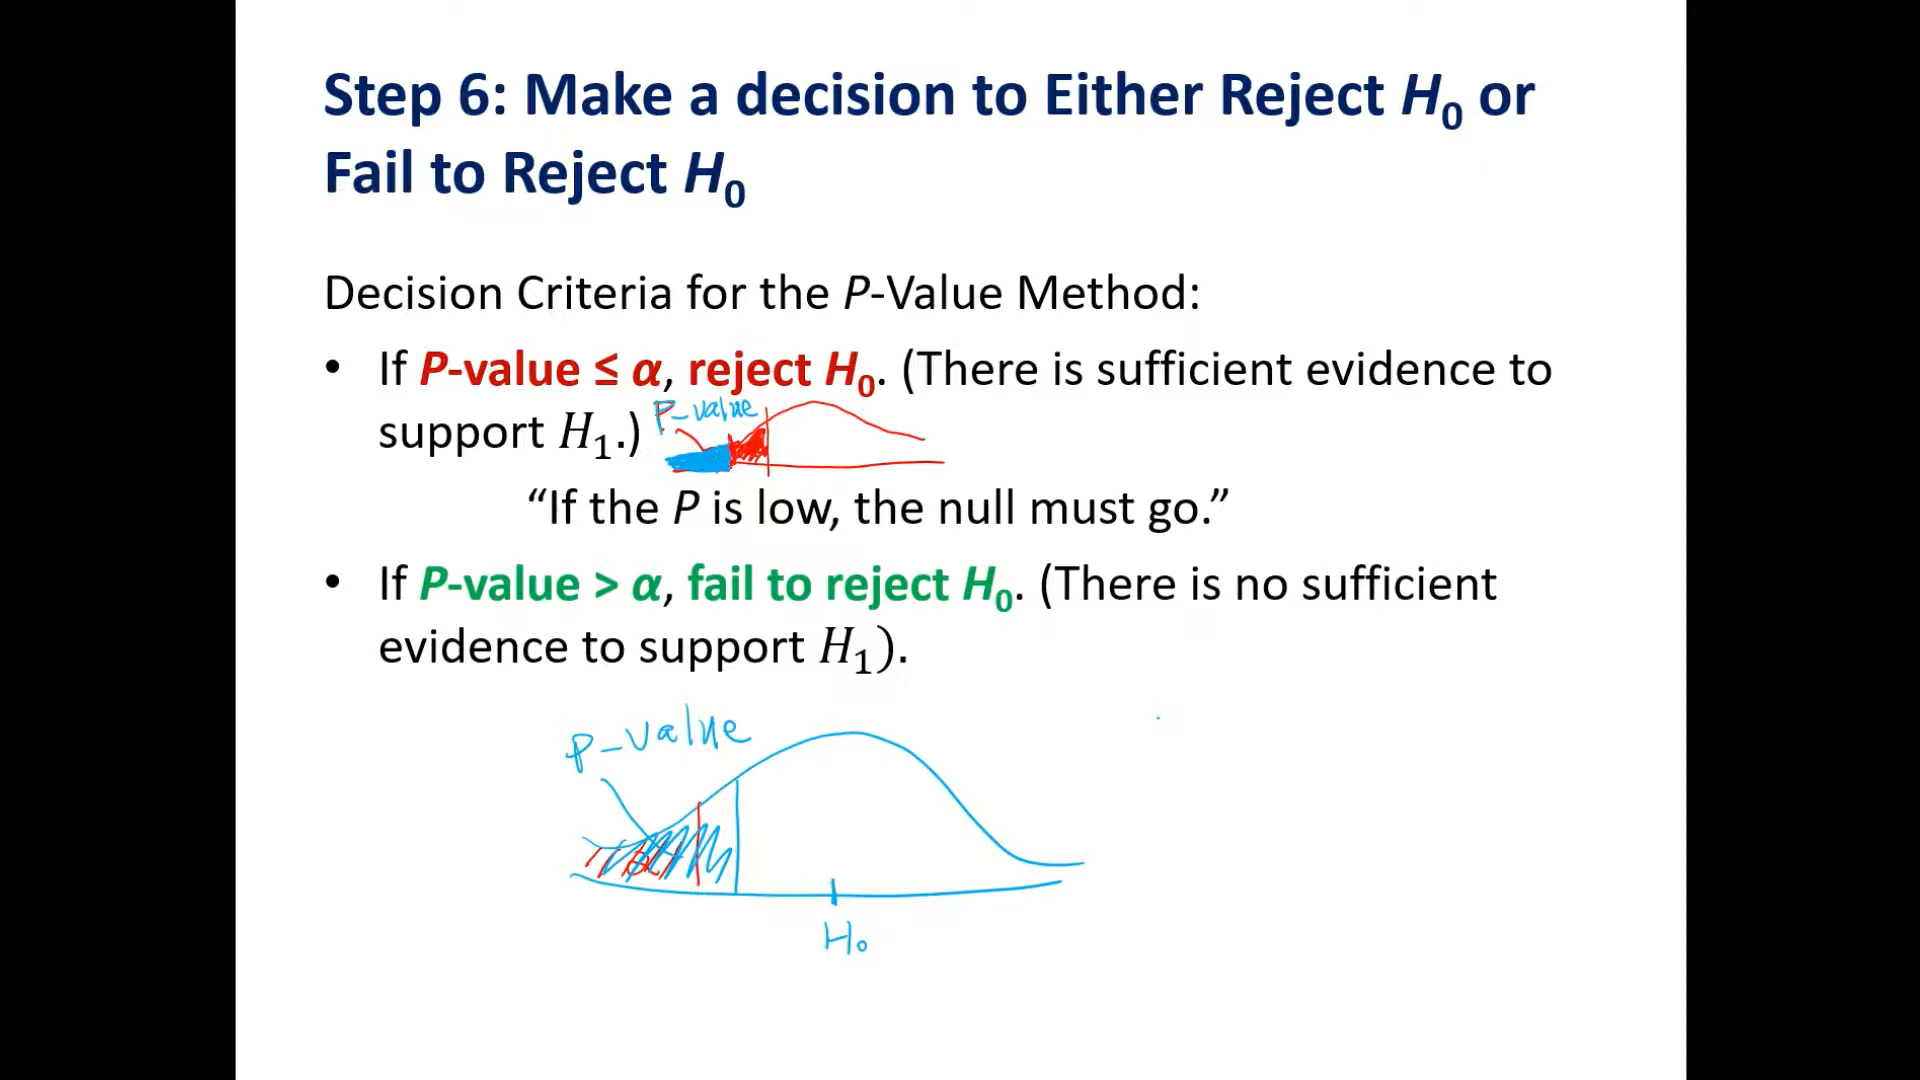 Step 6: Make a decision to Either Reject H₀ or
Fail to Reject H₀
Decision Criteria for the P-Value Method:
• If P-value ≤ α, reject H₀. (There is sufficient evidence to
support H₁.)
P-value
“If the P is low, the null must go.”
• If P-value > α, fail to reject H₀. (There is no sufficient
evidence to support H₁).
P-value
H₀